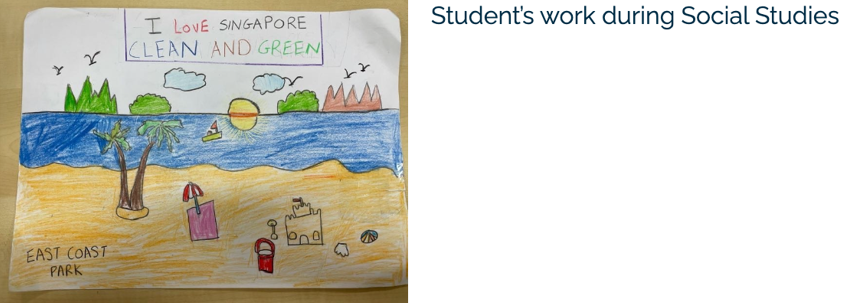 I LOVE SINGAPORE
CLEAN AND GREEN
EAST COAST
PARK
Student's work during Social Studies